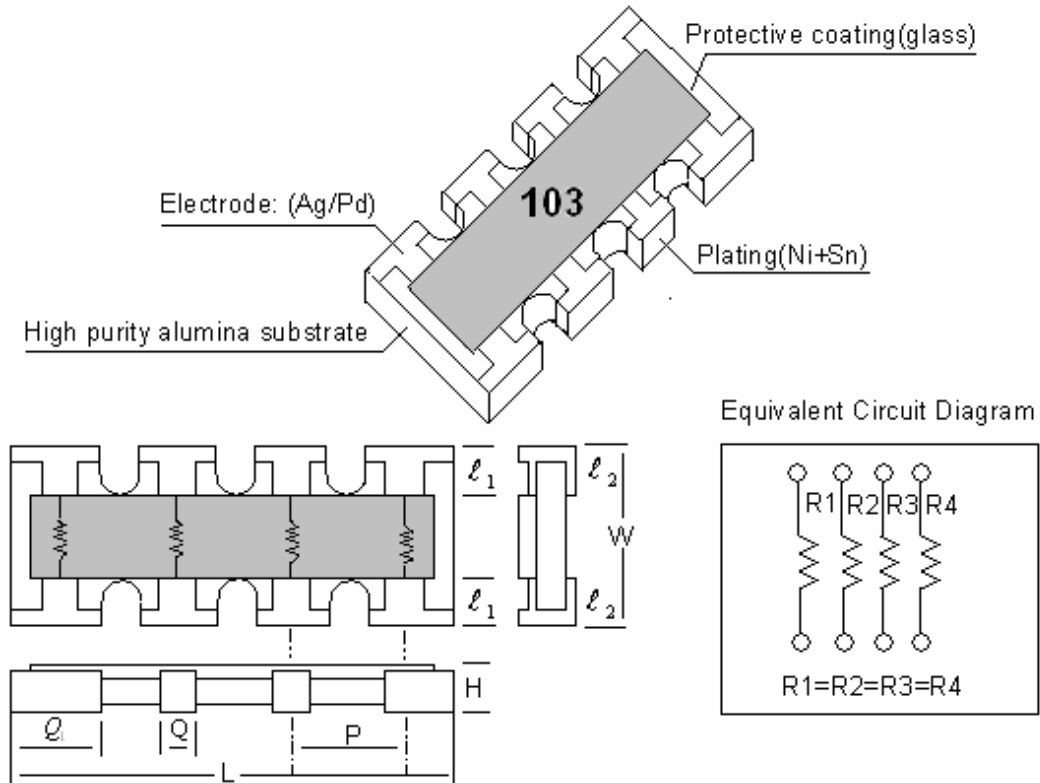 Protective coating(glass)
103
Electrode: (Ag/Pd)
Plating(Ni+Sn)
High purity alumina substrate
Equivalent Circuit Diagram
ℓ1 ℓ2
W
ℓ1 ℓ2
R1 R2 R3 R4
R1=R2=R3=R4
H
Q1 Q P
L